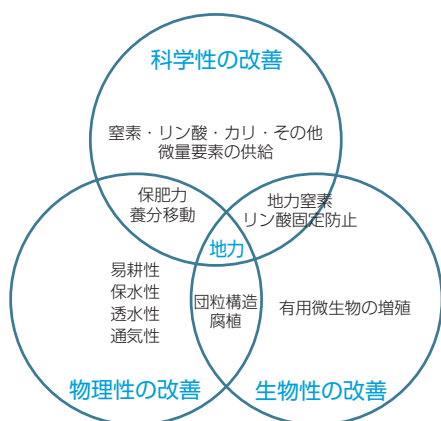 科学性の改善
窒素・リン酸・カリ・その他
微量要素の供給
保肥力
養分移動
地力窒素
リン酸固定防止
地力
易耕性
保水性
透水性
通気性
団粒構造
腐植
有用微生物の増殖
物理性の改善
生物性の改善